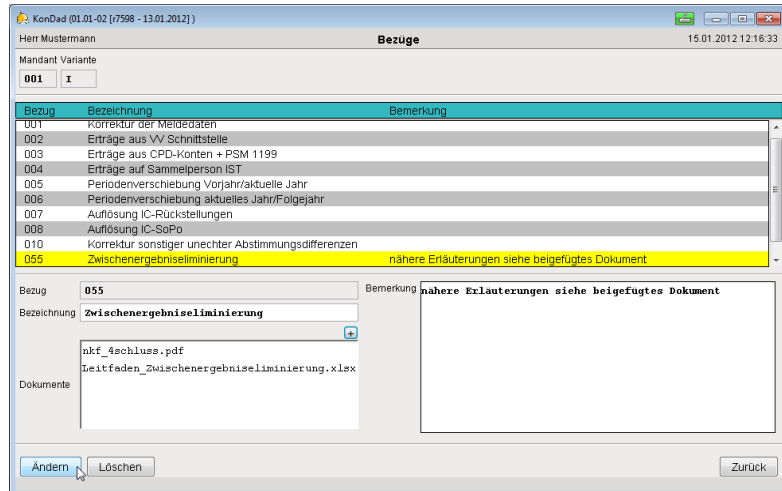 KonDad (01.01-02 [r7598 - 13.01.2012] )
Herr Mustermann Bezüge 15.01.2012 12:16:33
Mandant Variante
001 I
Bezug Bezeichnung Bemerkung
001 Korrektur der Meldedaten
002 Erträge aus VV Schnittstelle
003 Erträge aus CPD-Konten + PSM 1199
004 Erträge auf Sammelperson IST
005 Periodenverschiebung Vorjahr/aktuelle Jahr
006 Periodenverschiebung aktuelles Jahr/Folgejahr
007 Auflösung IC-Rückstellungen
008 Auflösung IC-SoPo
010 Korrektur sonstiger unechter Abstimmungsdifferenzen
055 Zwischenergebniseliminierung nähere Erläuterungen siehe beigefügtes Dokument
Bezug 055 Bemerkung nähere Erläuterungen siehe beigefügtes Dokument
Bezeichnung Zwischenergebniseliminierung
+
nkf_4schluss.pdf
Leitfaden_Zwischenergebniseliminierung.xlsx
Dokumente
Ändern Löschen Zurück